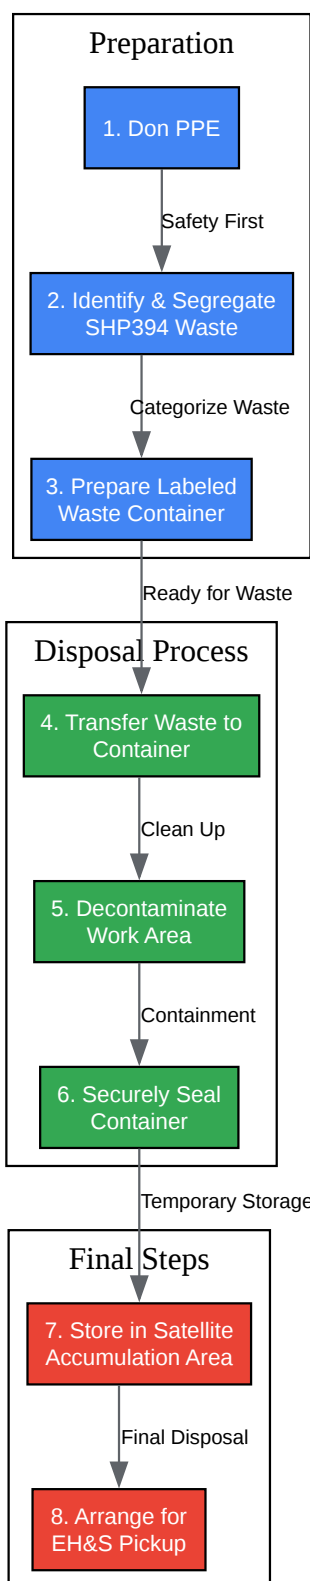 Preparation
1. Don PPE
Safety First
2. Identify & Segregate
SHP394 Waste
Categorize Waste
3. Prepare Labeled
Waste Container
Ready for Waste
Disposal Process
4. Transfer Waste to
Container
Clean Up
5. Decontaminate
Work Area
Containment
6. Securely Seal
Container
Temporary Storage
Final Steps
7. Store in Satellite
Accumulation Area
Final Disposal
8. Arrange for
EH&S Pickup